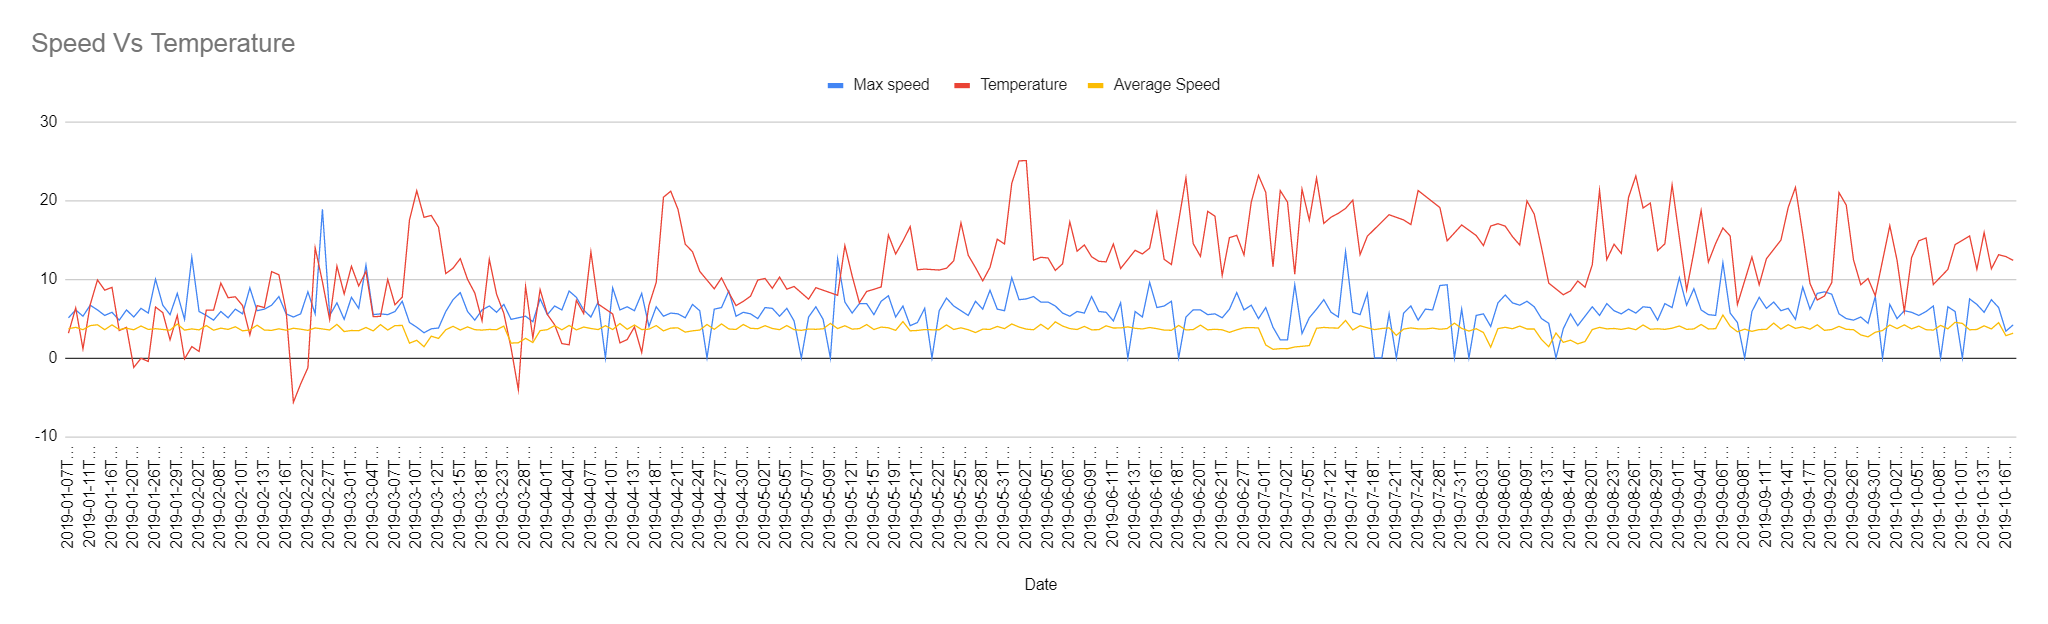 Speed Vs Temperature
Max speed Temperature Average Speed
30
20
10
0
-10
2019-01-07T…
2019-01-11T…
2019-01-16T…
2019-01-20T…
2019-01-26T…
2019-01-29T…
2019-02-02T…
2019-02-08T…
2019-02-10T…
2019-02-13T…
2019-02-16T…
2019-02-22T…
2019-02-27T…
2019-03-01T…
2019-03-04T…
2019-03-07T…
2019-03-10T…
2019-03-12T…
2019-03-15T…
2019-03-18T…
2019-03-23T…
2019-03-28T…
2019-04-01T…
2019-04-04T…
2019-04-07T…
2019-04-10T…
2019-04-13T…
2019-04-18T…
2019-04-21T…
2019-04-24T…
2019-04-27T…
2019-04-30T…
2019-05-02T…
2019-05-05T…
2019-05-07T…
2019-05-09T…
2019-05-12T…
2019-05-15T…
2019-05-19T…
2019-05-21T…
2019-05-22T…
2019-05-25T…
2019-05-28T…
2019-05-31T…
2019-06-02T…
2019-06-05T…
2019-06-06T…
2019-06-09T…
2019-06-11T…
2019-06-13T…
2019-06-16T…
2019-06-18T…
2019-06-20T…
2019-06-21T…
2019-06-27T…
2019-07-01T…
2019-07-02T…
2019-07-05T…
2019-07-12T…
2019-07-14T…
2019-07-18T…
2019-07-21T…
2019-07-24T…
2019-07-28T…
2019-07-31T…
2019-08-03T…
2019-08-06T…
2019-08-09T…
2019-08-13T…
2019-08-14T…
2019-08-20T…
2019-08-23T…
2019-08-26T…
2019-08-29T…
2019-09-01T…
2019-09-04T…
2019-09-06T…
2019-09-08T…
2019-09-11T…
2019-09-14T…
2019-09-17T…
2019-09-20T…
2019-09-26T…
2019-09-30T…
2019-10-02T…
2019-10-05T…
2019-10-08T…
2019-10-10T…
2019-10-13T…
2019-10-16T…
Date